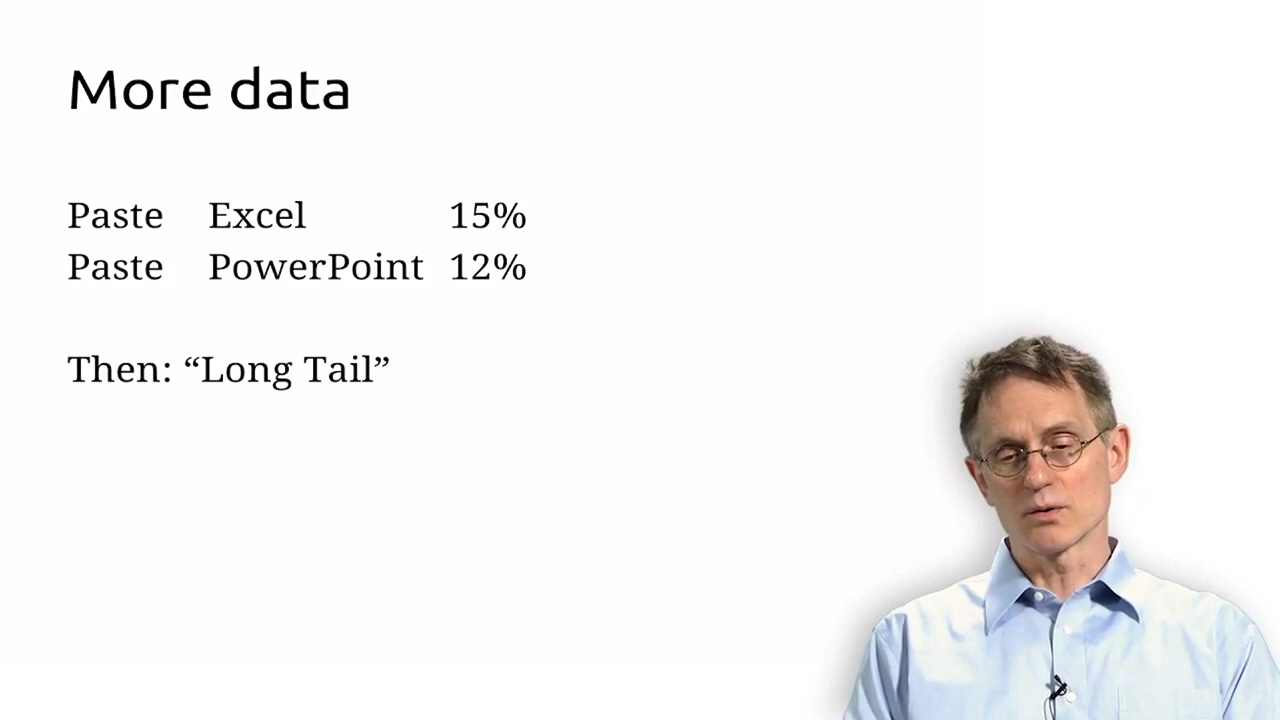 More data
Paste Excel 15%
Paste PowerPoint 12%
Then: “Long Tail”